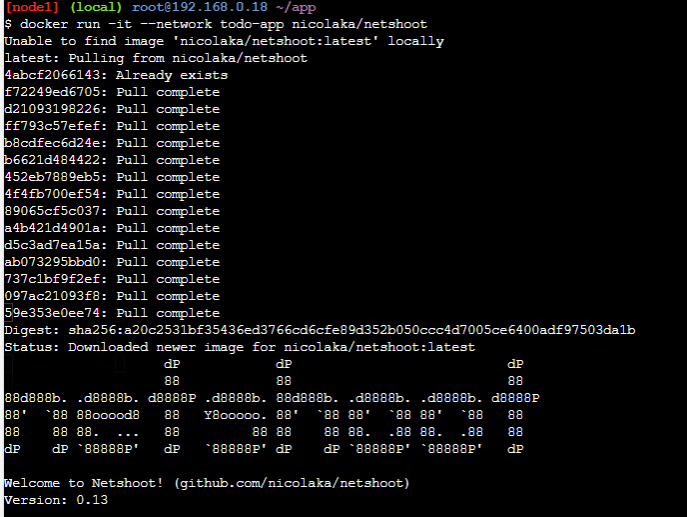 [node1] (local) root@192.168.0.18 ~/app
$ docker run -it --network todo-app nicolaka/netshoot
Unable to find image 'nicolaka/netshoot:latest' locally
latest: Pulling from nicolaka/netshoot
4abcf2066143: Already exists
f72249ed6705: Pull complete
d21093198226: Pull complete
ff793c57efef: Pull complete
b8cdfec6d24e: Pull complete
b6621d484422: Pull complete
452eb7889eb5: Pull complete
4f4fb700ef54: Pull complete
89065cf5c037: Pull complete
a4b421d4901a: Pull complete
d5c3ad7ea15a: Pull complete
ab073295bbd0: Pull complete
737c1bf9f2ef: Pull complete
097ac21093f8: Pull complete
59e353e0ee74: Pull complete
Digest: sha256:a20c2531bf35436ed3766cd6cfe89d352b050ccc4d7005ce6400adf97503da1b
Status: Downloaded newer image for nicolaka/netshoot:latest
                    dP            dP                           dP
                    88            88                           88
88d888b. .d8888b. d8888P .d8888b. 88d888b. .d8888b. .d8888b. d8888P
88'  `88 88ooood8   88   Y8ooooo. 88'  `88 88'  `88 88'  `88   88
88    88 88.  ...   88         88 88    88 88.  .88 88.  .88   88
dP    dP `88888P'   dP   `88888P' dP    dP `88888P' `88888P'   dP
Welcome to Netshoot! (github.com/nicolaka/netshoot)
Version: 0.13